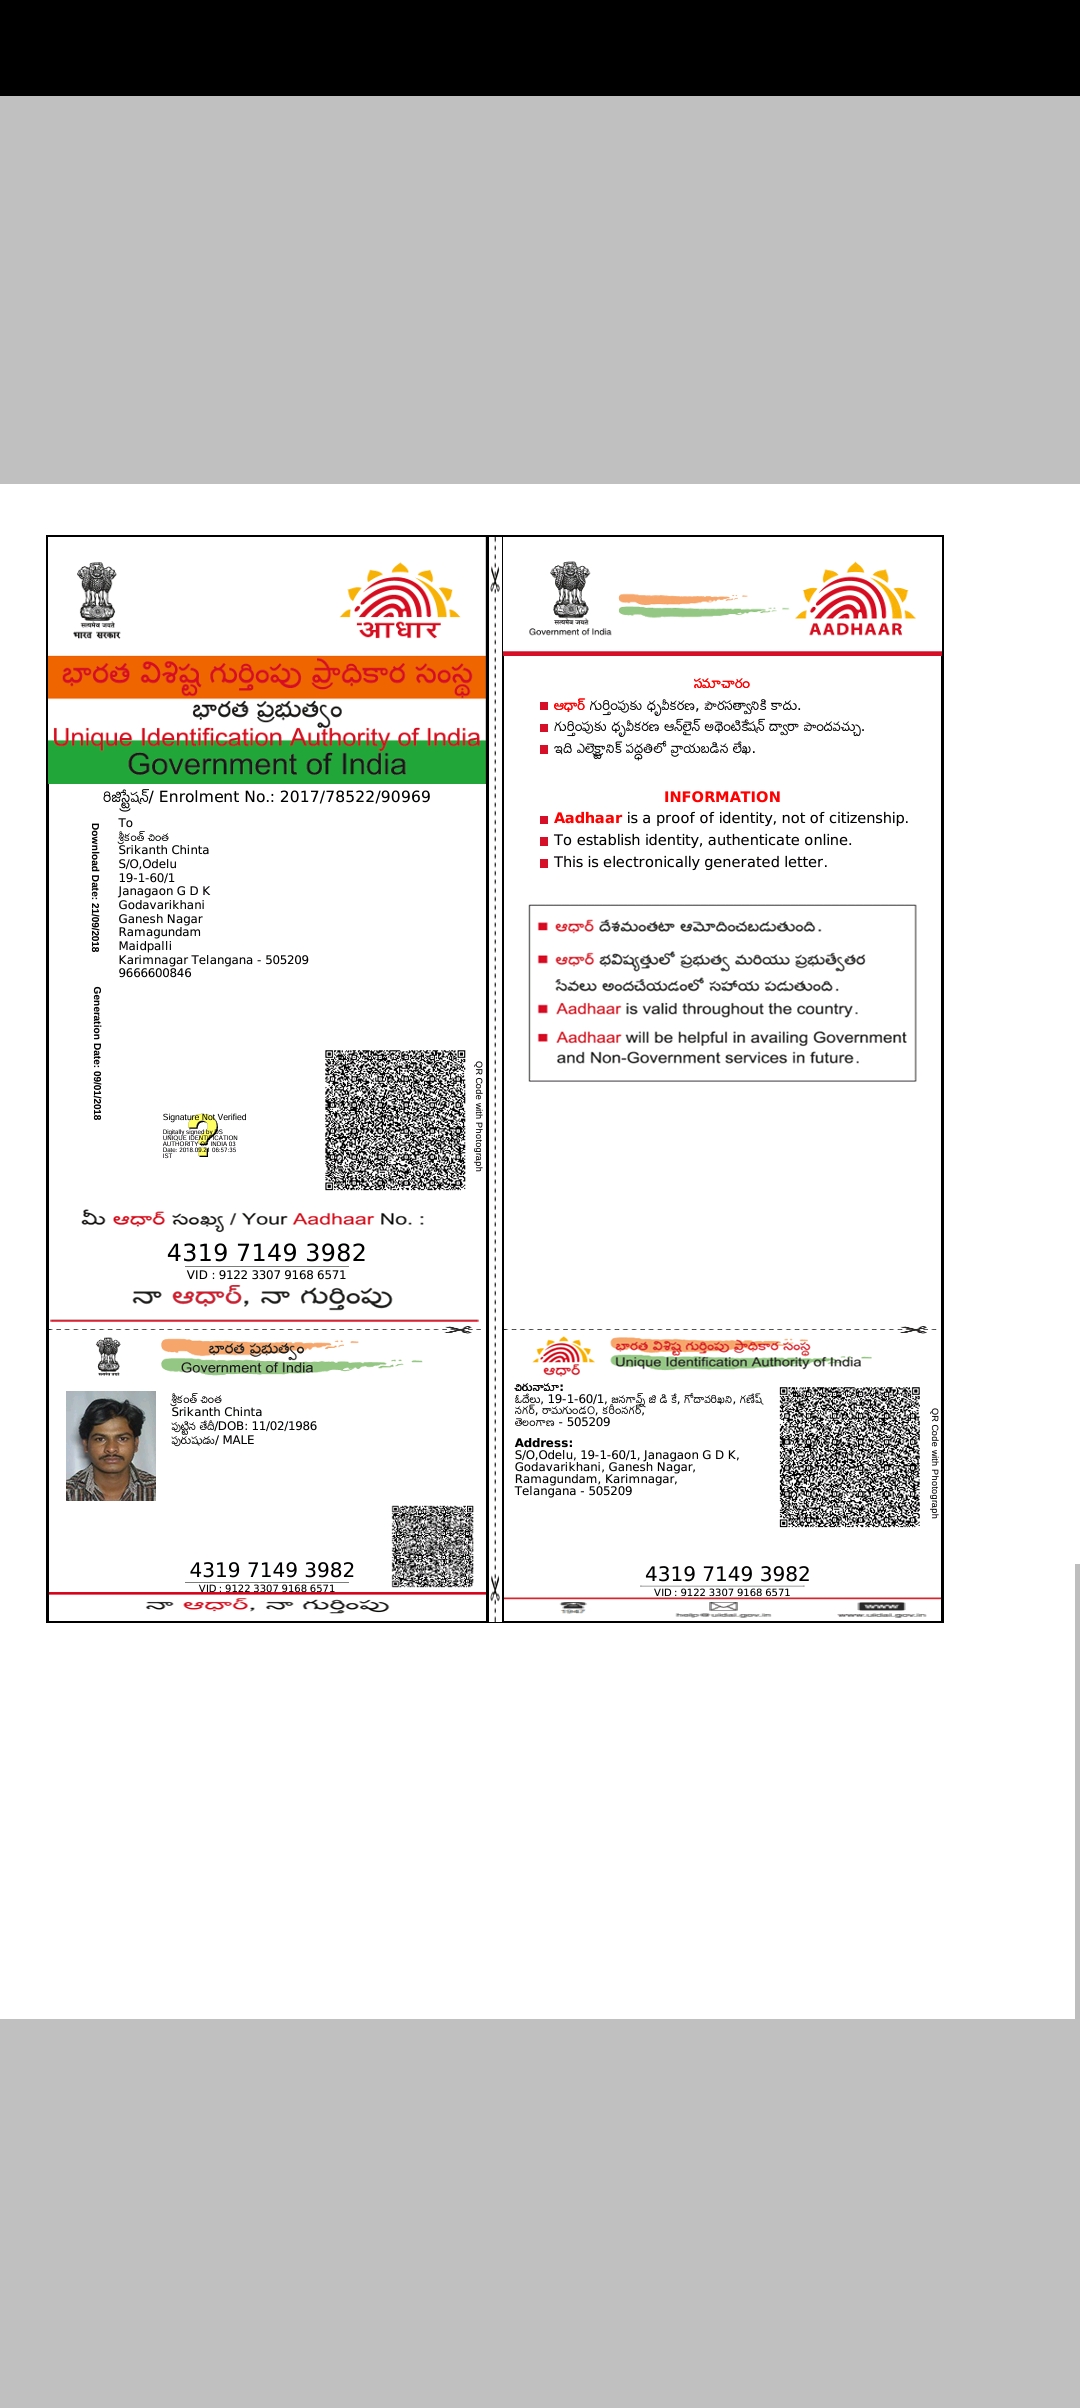 सत्यमेव जयते
भारत सरकार
आधार
భారత విశిష్ట గుర్తింపు ప్రాధికార సంస్థ
భారత ప్రభుత్వం
Unique Identification Authority of India
Government of India
రిజిస్ట్రేషన్/ Enrolment No.: 2017/78522/90969
Download Date: 21/09/2018
Generation Date: 09/01/2018
To
శ్రీకంత్ చింత
Srikanth Chinta
S/O,Odelu
19-1-60/1
Janagaon G D K
Godavarikhani
Ganesh Nagar
Ramagundam
Maidpalli
Karimnagar Telangana - 505209
9666600846
Signature Not Verified
Digitally signed by DS
UNIQUE IDENTIFICATION
AUTHORITY OF INDIA 03
Date: 2018.09.21 06:57:35
IST
QR Code with Photograph
మీ ఆధార్ సంఖ్య / Your Aadhaar No. :
4319 7149 3982
VID : 9122 3307 9168 6571
నా ఆధార్, నా గుర్తింపు
భారత ప్రభుత్వం
Government of India
శ్రీకంత్ చింత
Srikanth Chinta
పుట్టిన తేదీ/DOB: 11/02/1986
పురుషుడు/ MALE
4319 7149 3982
VID : 9122 3307 9168 6571
నా ఆధార్, నా గుర్తింపు
सत्यमेव जयते
Government of India
AADHAAR
సమాచారం
ఆధార్ గుర్తింపుకు ధృవీకరణ, పౌరసత్వానికి కాదు.
గుర్తింపుకు ధృవీకరణ ఆన్‌లైన్ అథెంటికేషన్ ద్వారా పొందవచ్చు.
ఇది ఎలెక్ట్రానిక్ పద్ధతిలో వ్రాయబడిన లేఖ.
INFORMATION
Aadhaar is a proof of identity, not of citizenship.
To establish identity, authenticate online.
This is electronically generated letter.
ఆధార్ దేశమంతటా ఆమోదించబడుతుంది.
ఆధార్ భవిష్యత్తులో ప్రభుత్వ మరియు ప్రభుత్వేతర
సేవలు అందచేయడంలో సహాయ పడుతుంది.
Aadhaar is valid throughout the country.
Aadhaar will be helpful in availing Government
and Non-Government services in future.
ఆధార్
భారత విశిష్ట గుర్తింపు ప్రాధికార సంస్థ
Unique Identification Authority of India
చిరునామా:
ఓదేలు, 19-1-60/1, జనగాన్వ్ జి డి కే, గోదావరిఖని, గణేష్
నగర్, రామగుండం, కరీంనగర్,
తెలంగాణ - 505209
Address:
S/O,Odelu, 19-1-60/1, Janagaon G D K,
Godavarikhani, Ganesh Nagar,
Ramagundam, Karimnagar,
Telangana - 505209
QR Code with Photograph
4319 7149 3982
VID : 9122 3307 9168 6571
1947
help@uidai.gov.in
www
www.uidai.gov.in